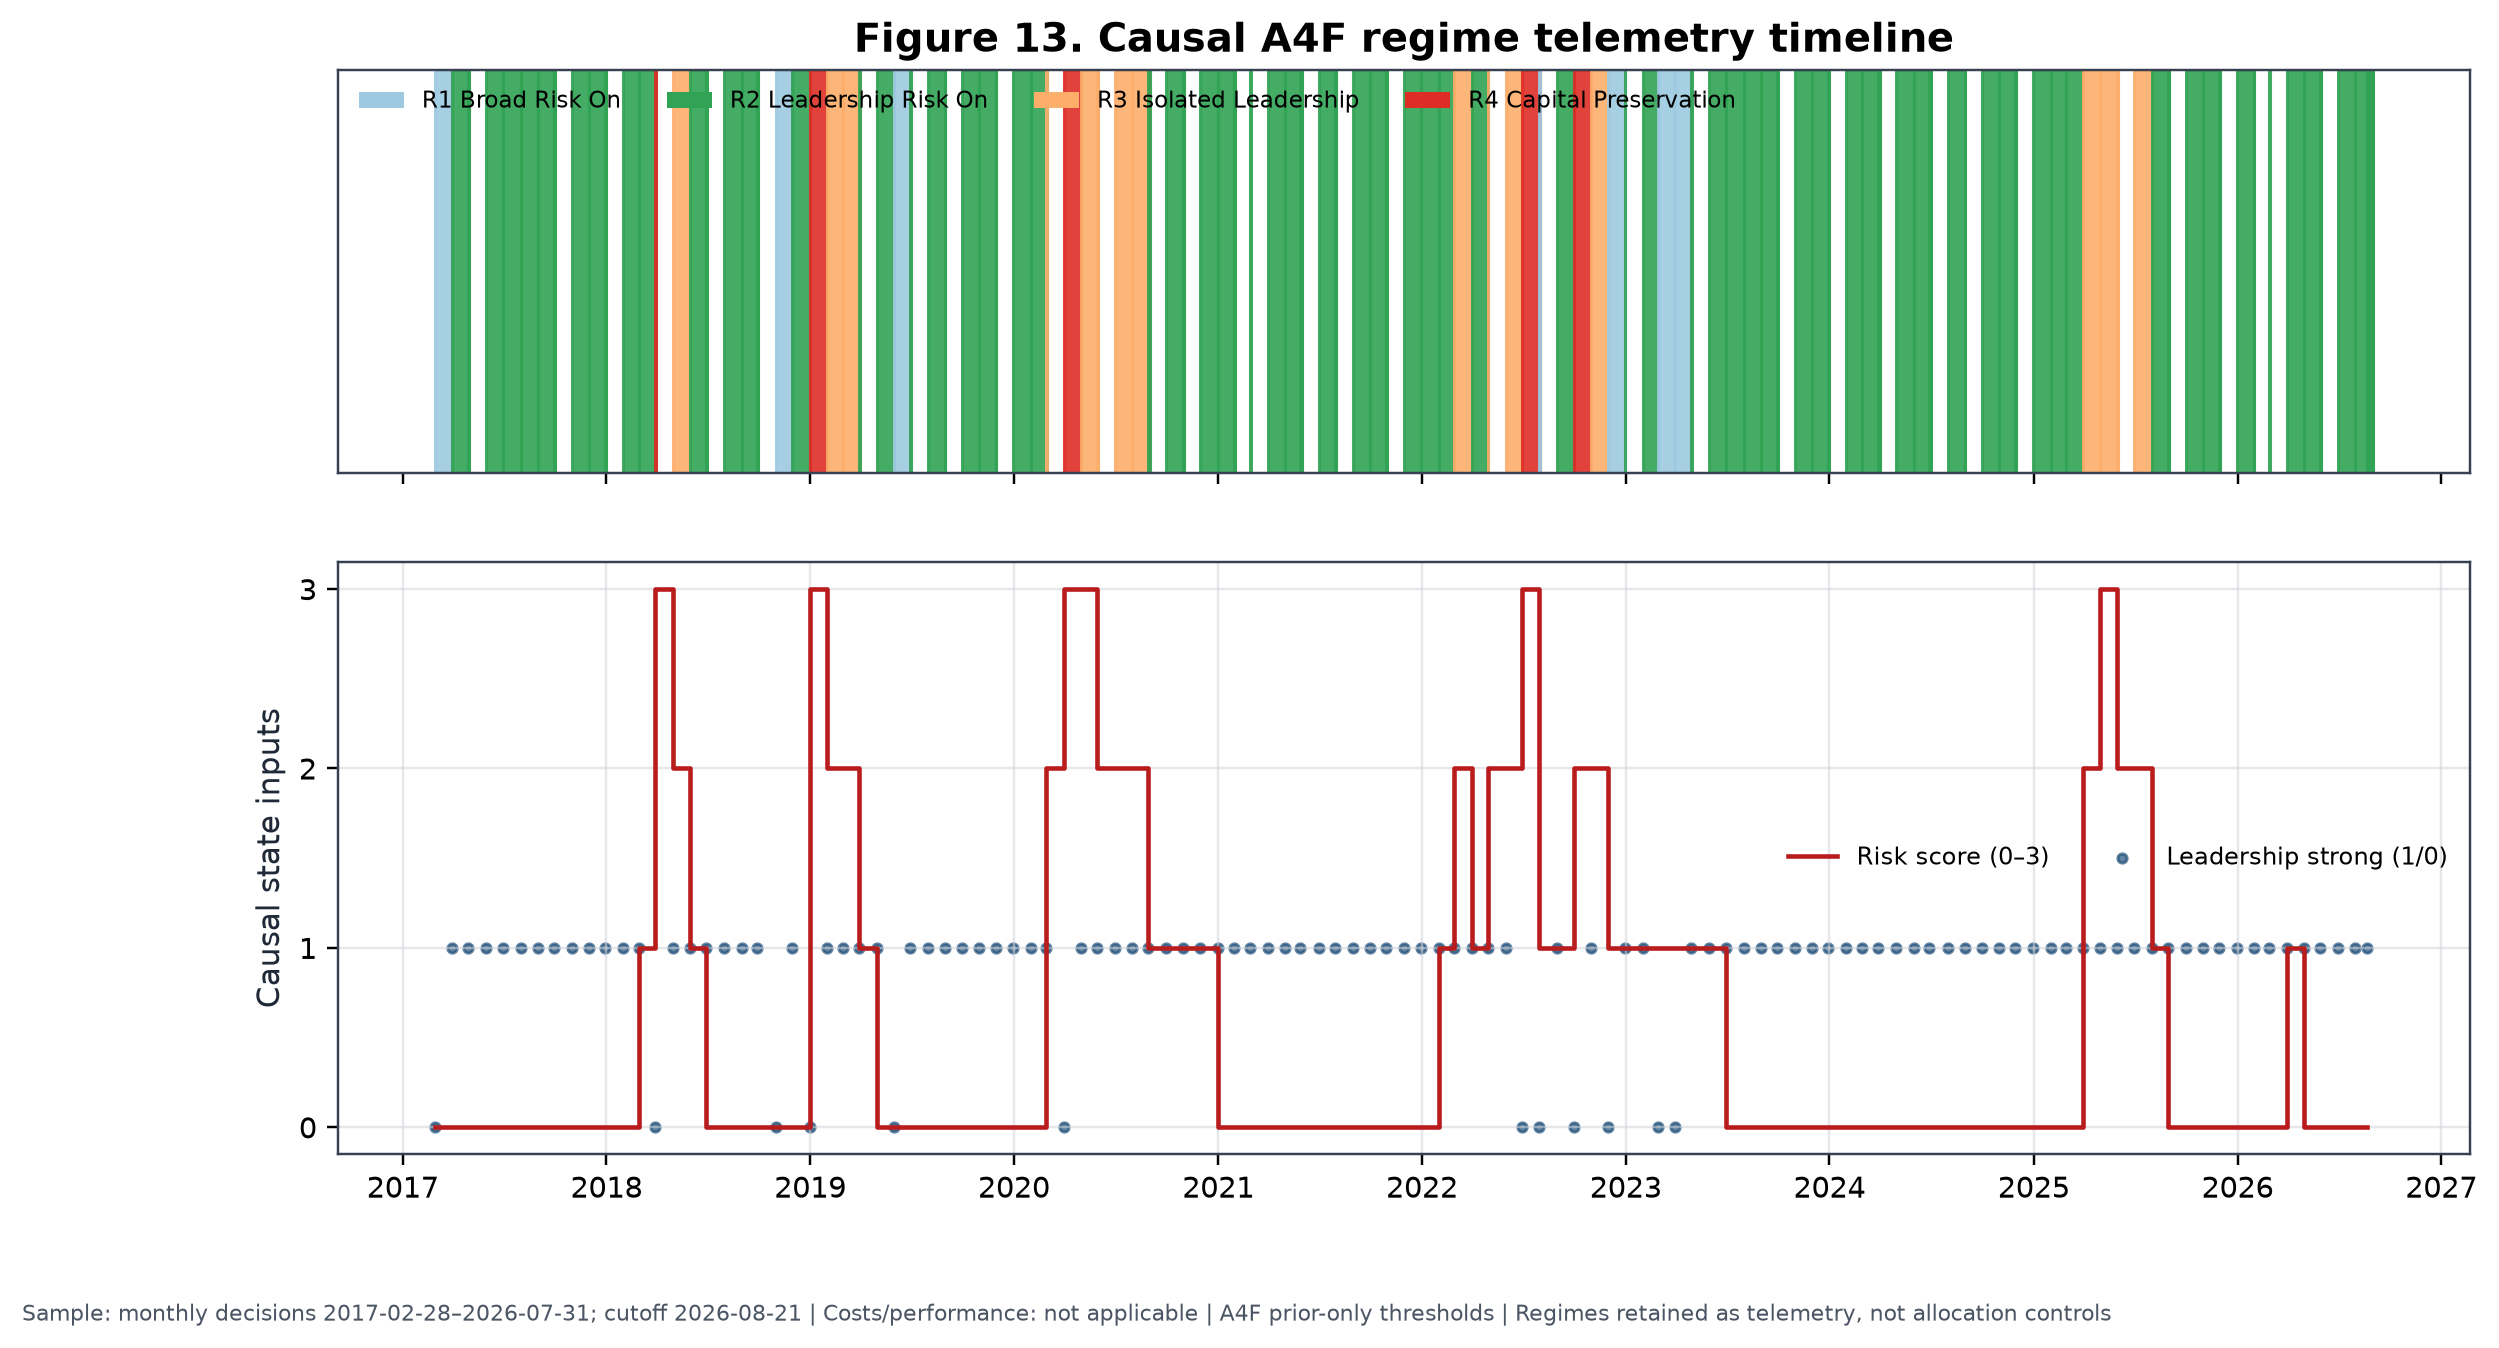 Figure 13. Causal A4F regime telemetry timeline
R1 Broad Risk On
R2 Leadership Risk On
R3 Isolated Leadership
R4 Capital Preservation
Causal state inputs
3
2
1
0
Risk score (0–3)
Leadership strong (1/0)
2017
2018
2019
2020
2021
2022
2023
2024
2025
2026
2027
Sample: monthly decisions 2017-02-28–2026-07-31; cutoff 2026-08-21 | Costs/performance: not applicable | A4F prior-only thresholds | Regimes retained as telemetry, not allocation controls